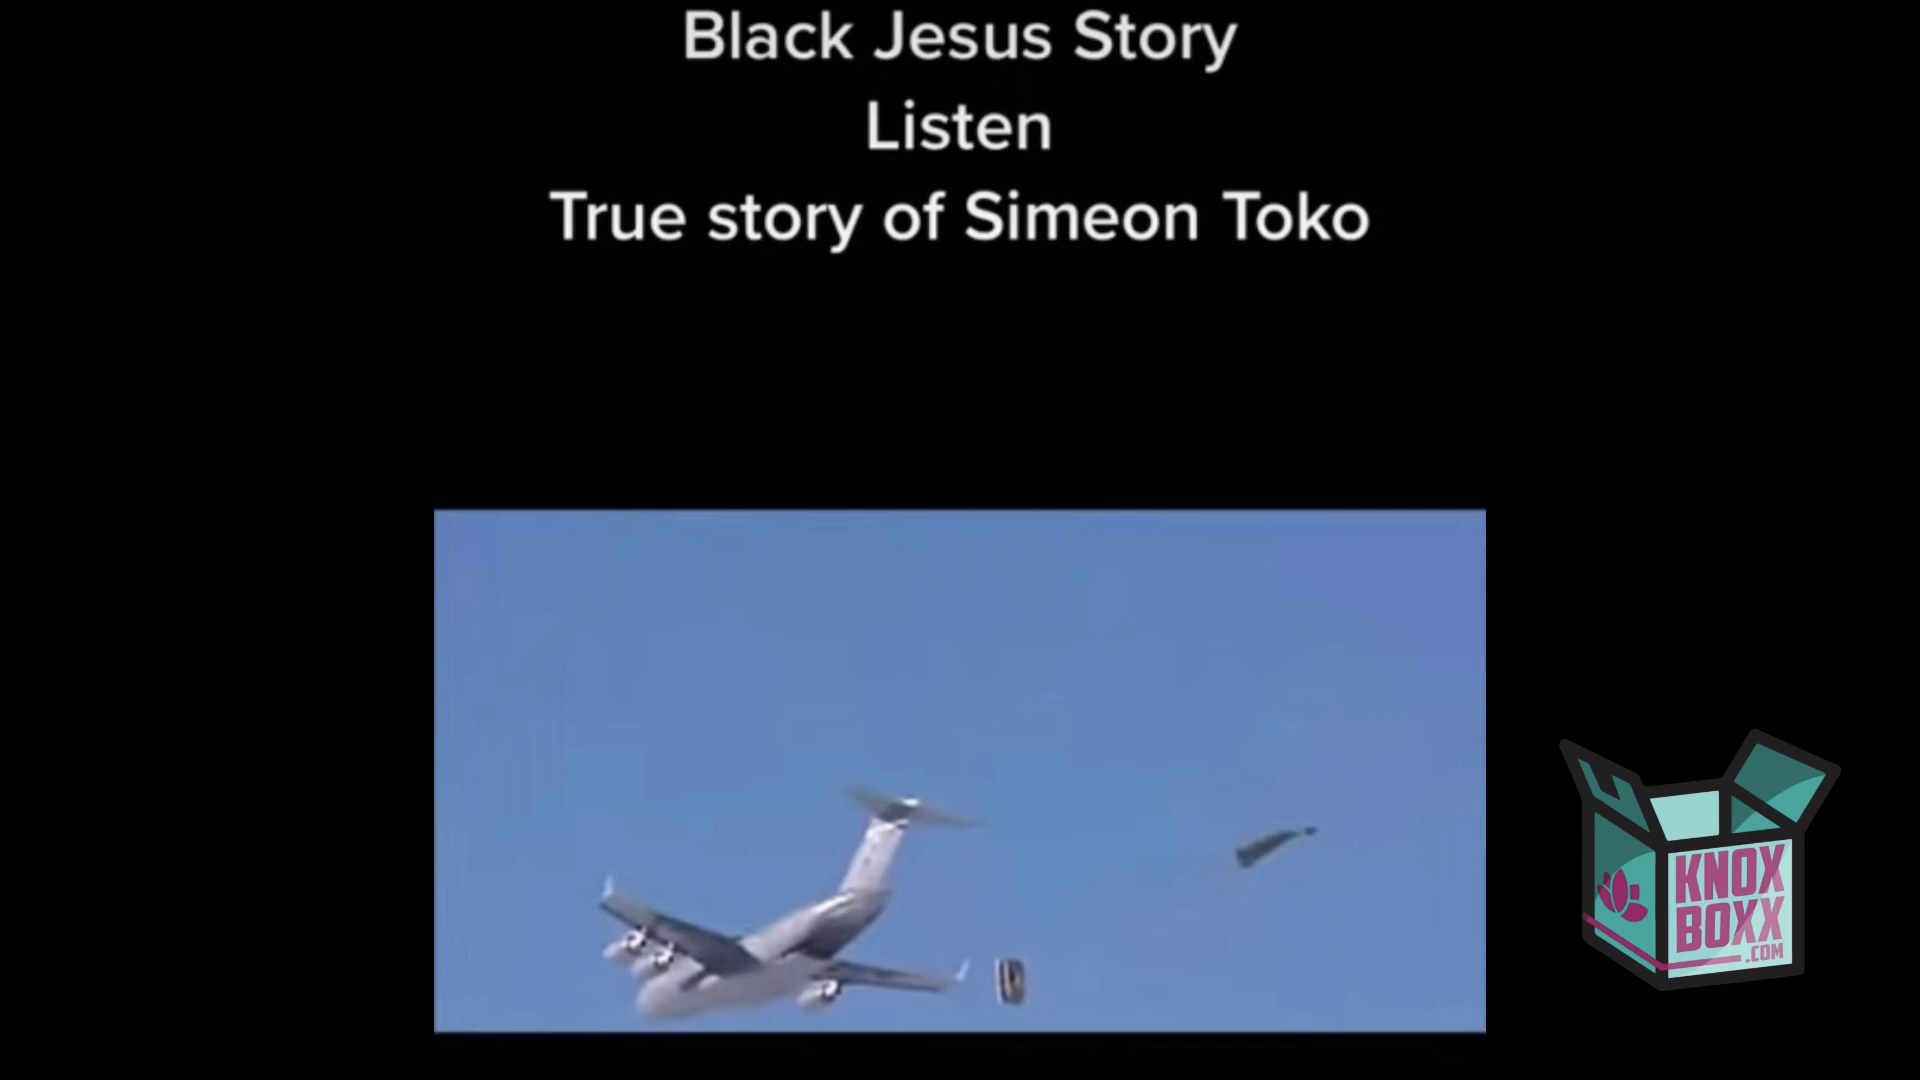 Black Jesus Story
Listen
True story of Simeon Toko
KNOX
BOXX
.COM